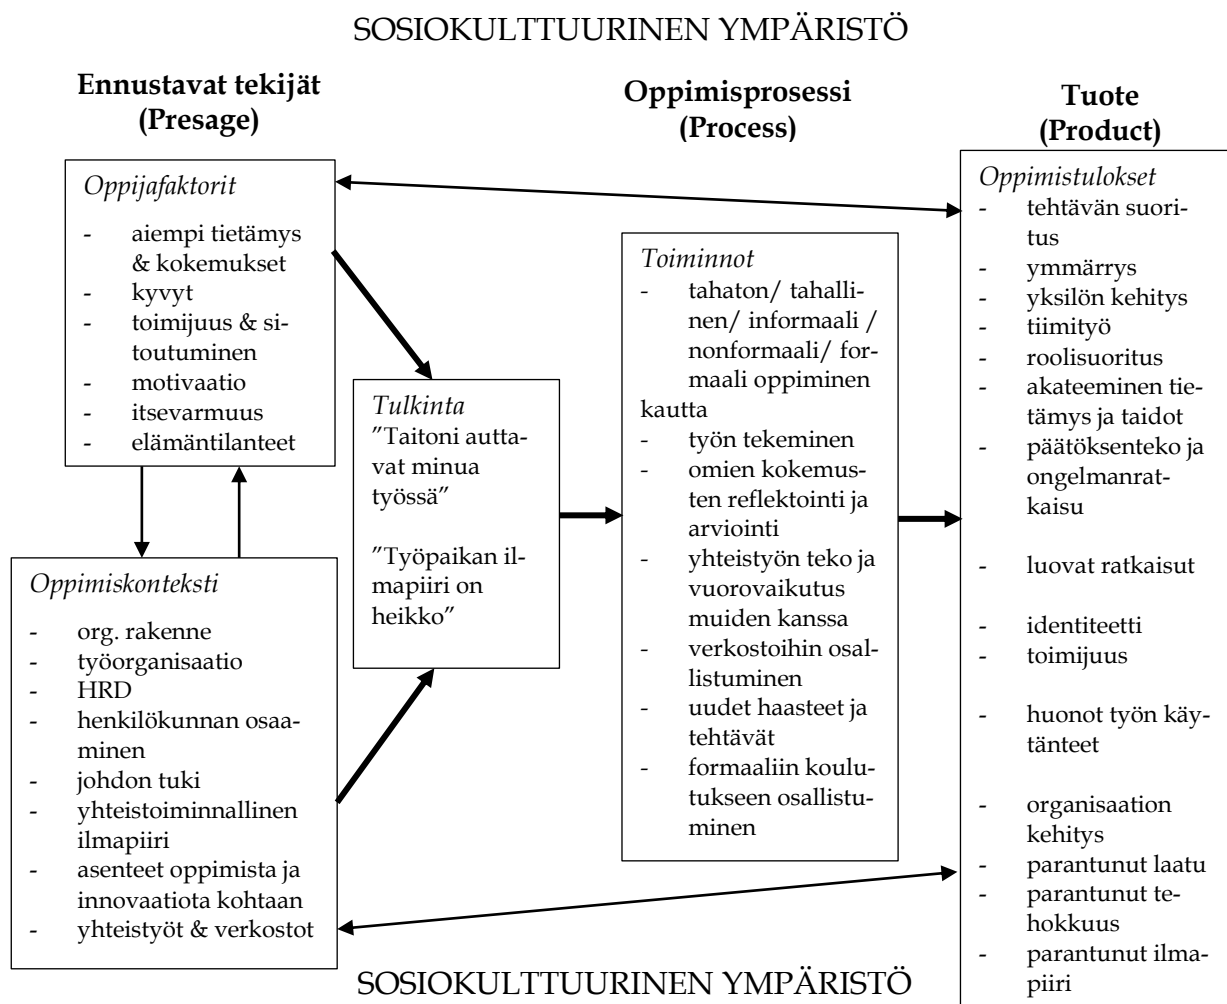 SOSIOKULTTUURINEN YMPÄRISTÖ
Ennustavat tekijät
(Presage)
Oppijafaktorit
- aiempi tietämys
& kokemukset
- kyvyt
- toimijuus & si-
toutuminen
- motivaatio
- itsevarmuus
- elämäntilanteet
Oppimiskonteksti
- org. rakenne
- työorganisaatio
- HRD
- henkilökunnan osaa-
minen
- johdon tuki
- yhteistoiminnallinen
ilmapiiri
- asenteet oppimista ja
innovaatiota kohtaan
- yhteistyöt & verkostot
Tulkinta
”Taitoni autta-
vat minua
työssä”
”Työpaikan il-
mapiiri on
heikko”
Oppimisprosessi
(Process)
Toiminnot
- tahaton/ tahalli-
nen/ informaali /
nonformaali/ for-
maali oppiminen
kautta
- työn tekeminen
- omien kokemus-
ten reflektointi ja
arviointi
- yhteistyön teko ja
vuorovaikutus
muiden kanssa
- verkostoihin osal-
listuminen
- uudet haasteet ja
tehtävät
- formaaliin koulu-
tukseen osallistu-
minen
Tuote
(Product)
Oppimistulokset
- tehtävän suori-
tus
- ymmärrys
- yksilön kehitys
- tiimityö
- roolisuoritus
- akateeminen tie-
tämys ja taidot
- päätöksenteko ja
ongelmanrat-
kaisu
- luovat ratkaisut
- identiteetti
- toimijuus
- huonot työn käy-
tänteet
- organisaation
kehitys
- parantunut laatu
- parantunut te-
hokkuus
- parantunut ilma-
piiri
SOSIOKULTTUURINEN YMPÄRISTÖ